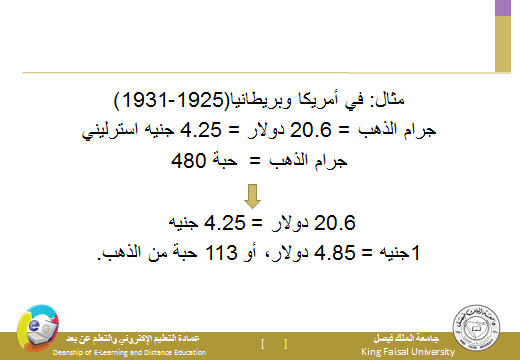 مثال: في أمريكا وبريطانيا(1925-1931)
جرام الذهب = 20.6 دولار = 4.25 جنيه استرليني
جرام الذهب = 480 حبة
20.6 دولار = 4.25 جنيه
1جنيه = 4.85 دولار، أو 113 حبة من الذهب.
جامعة الملك فيصل
King Faisal University
[ ]
عمادة التعليم الإلكتروني والتعلم عن بعد
Deanship of E-Learning and Distance Education